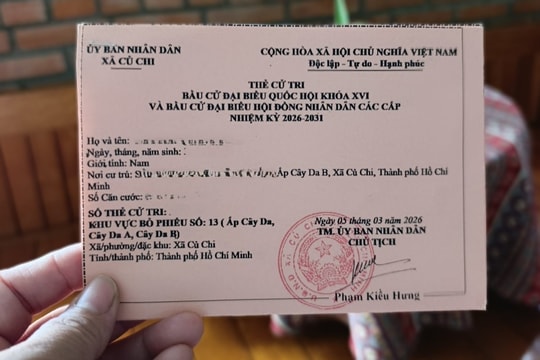 ỦY BAN NHÂN DÂN
XÃ CỦ CHI
CỘNG HÒA XÃ HỘI CHỦ NGHĨA VIỆT NAM
Độc lập - Tự do - Hạnh phúc
THẺ CỬ TRI
BẦU CỬ ĐẠI BIỂU QUỐC HỘI KHÓA XVI
VÀ BẦU CỬ ĐẠI BIỂU HỘI ĐỒNG NHÂN DÂN CÁC CẤP
NHIỆM KỲ 2026-2031
Họ và tên:
Ngày, tháng, năm sinh:
Giới tính: Nam
Nơi cư trú: Ấp Cây Da B, Xã Củ Chi, Thành phố Hồ Chí
Minh
Số Căn cước:
SỐ THẺ CỬ TRI:
KHU VỰC BỎ PHIẾU SỐ: 13 ( Ấp Cây Da,
Cây Da A, Cây Da B)
Xã/phường/đặc khu: Xã Củ Chi
Tỉnh/thành phố: Thành phố Hồ Chí Minh
Ngày 05 tháng 03 năm 2026
TM. ỦY BAN NHÂN DÂN
CHỦ TỊCH
Phạm Kiều Hưng